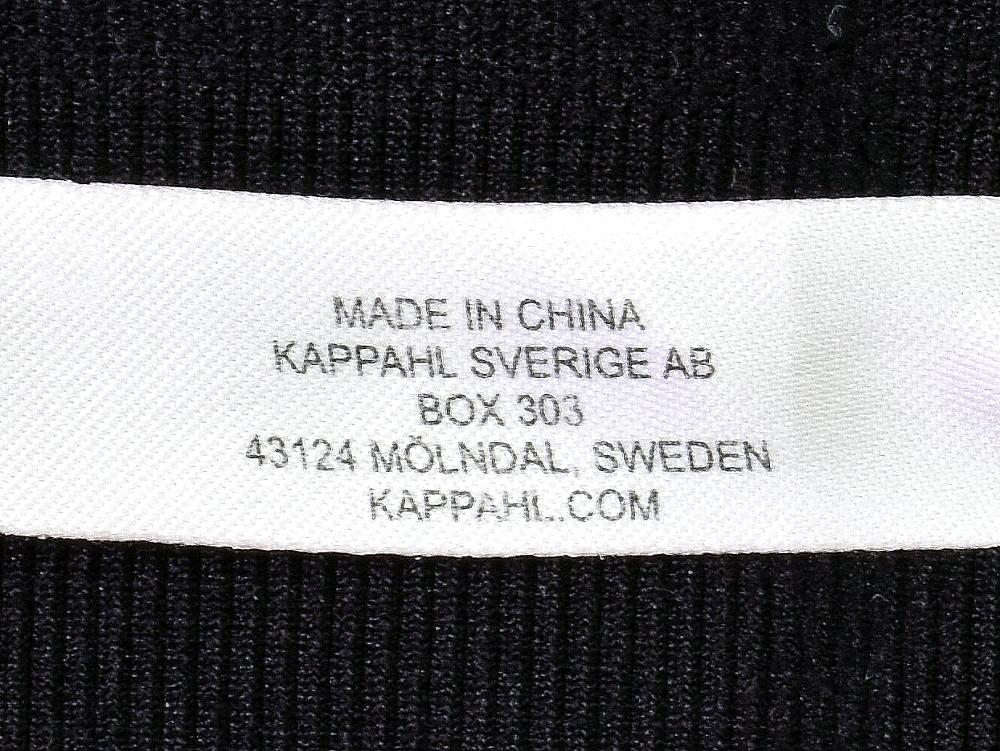 MADE IN CHINA
KAPPAHL SVERIGE AB
BOX 303
43124 MÖLNDAL, SWEDEN
KAPPAHL.COM